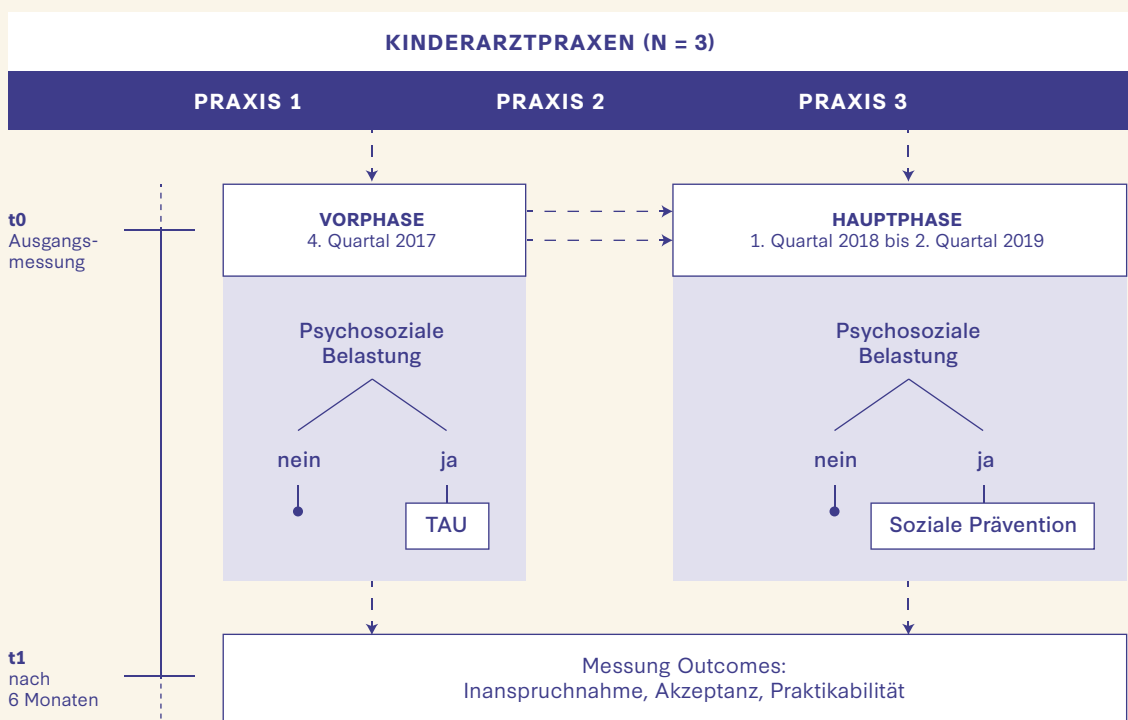 KINDERARZTPRAXEN (N = 3)
PRAXIS 1
PRAXIS 2
PRAXIS 3
t0
Ausgangs-
messung
VORPHASE
4. Quartal 2017
HAUPTPHASE
1. Quartal 2018 bis 2. Quartal 2019
Psychosoziale
Belastung
nein
ja
TAU
Psychosoziale
Belastung
nein
ja
Soziale Prävention
t1
nach
6 Monaten
Messung Outcomes:
Inanspruchnahme, Akzeptanz, Praktikabilität